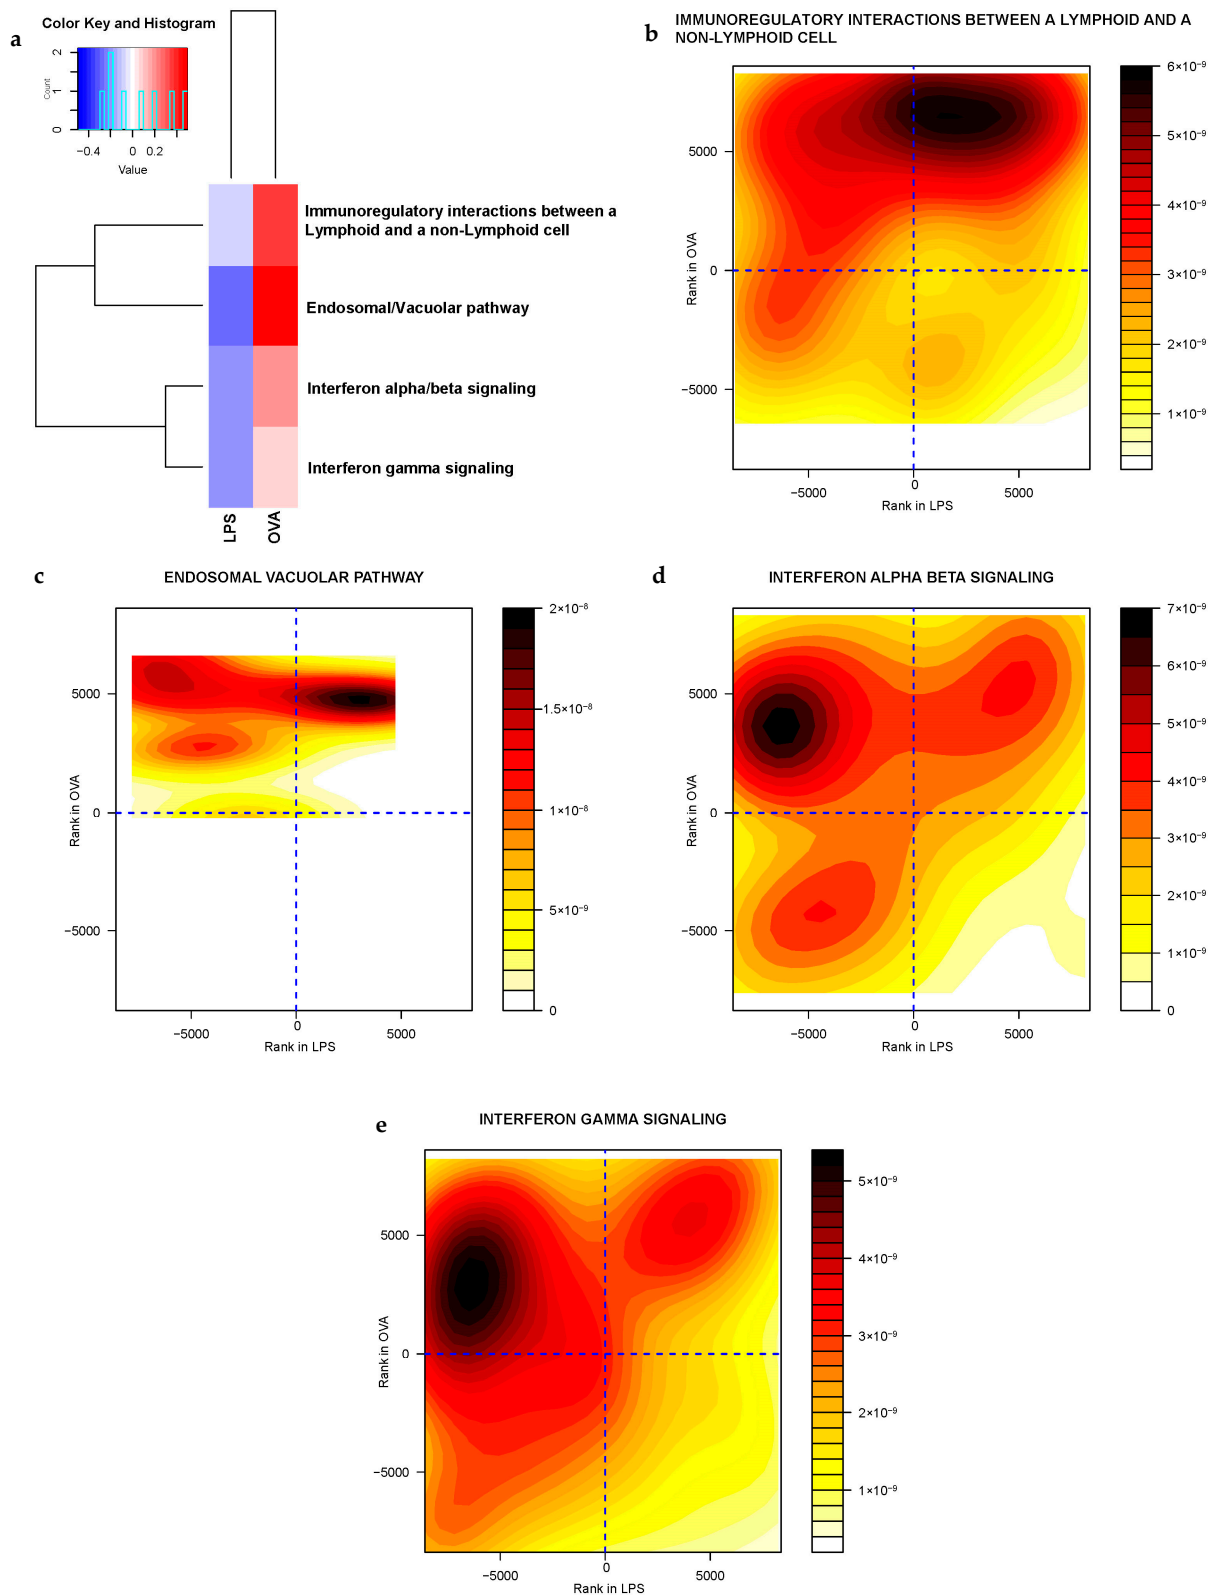 a
Color Key and Histogram
Count
0
1
2
−0.4
0
0.2
Value
Immunoregulatory interactions between a
Lymphoid and a non-Lymphoid cell
Endosomal/Vacuolar pathway
Interferon alpha/beta signaling
Interferon gamma signaling
LPS
OVA
b
IMMUNOREGULATORY INTERACTIONS BETWEEN A LYMPHOID AND A
NON-LYMPHOID CELL
Rank in OVA
5000
0
−5000
−5000
0
5000
Rank in LPS
6×10⁻⁹
5×10⁻⁹
4×10⁻⁹
3×10⁻⁹
2×10⁻⁹
1×10⁻⁹
c
ENDOSOMAL VACUOLAR PATHWAY
Rank in OVA
5000
0
−5000
−5000
0
5000
Rank in LPS
2×10⁻⁸
1.5×10⁻⁸
1×10⁻⁸
5×10⁻⁹
0
d
INTERFERON ALPHA BETA SIGNALING
Rank in OVA
5000
0
−5000
−5000
0
5000
Rank in LPS
7×10⁻⁹
6×10⁻⁹
5×10⁻⁹
4×10⁻⁹
3×10⁻⁹
2×10⁻⁹
1×10⁻⁹
0
e
INTERFERON GAMMA SIGNALING
Rank in OVA
5000
0
−5000
−5000
0
5000
Rank in LPS
5×10⁻⁹
4×10⁻⁹
3×10⁻⁹
2×10⁻⁹
1×10⁻⁹